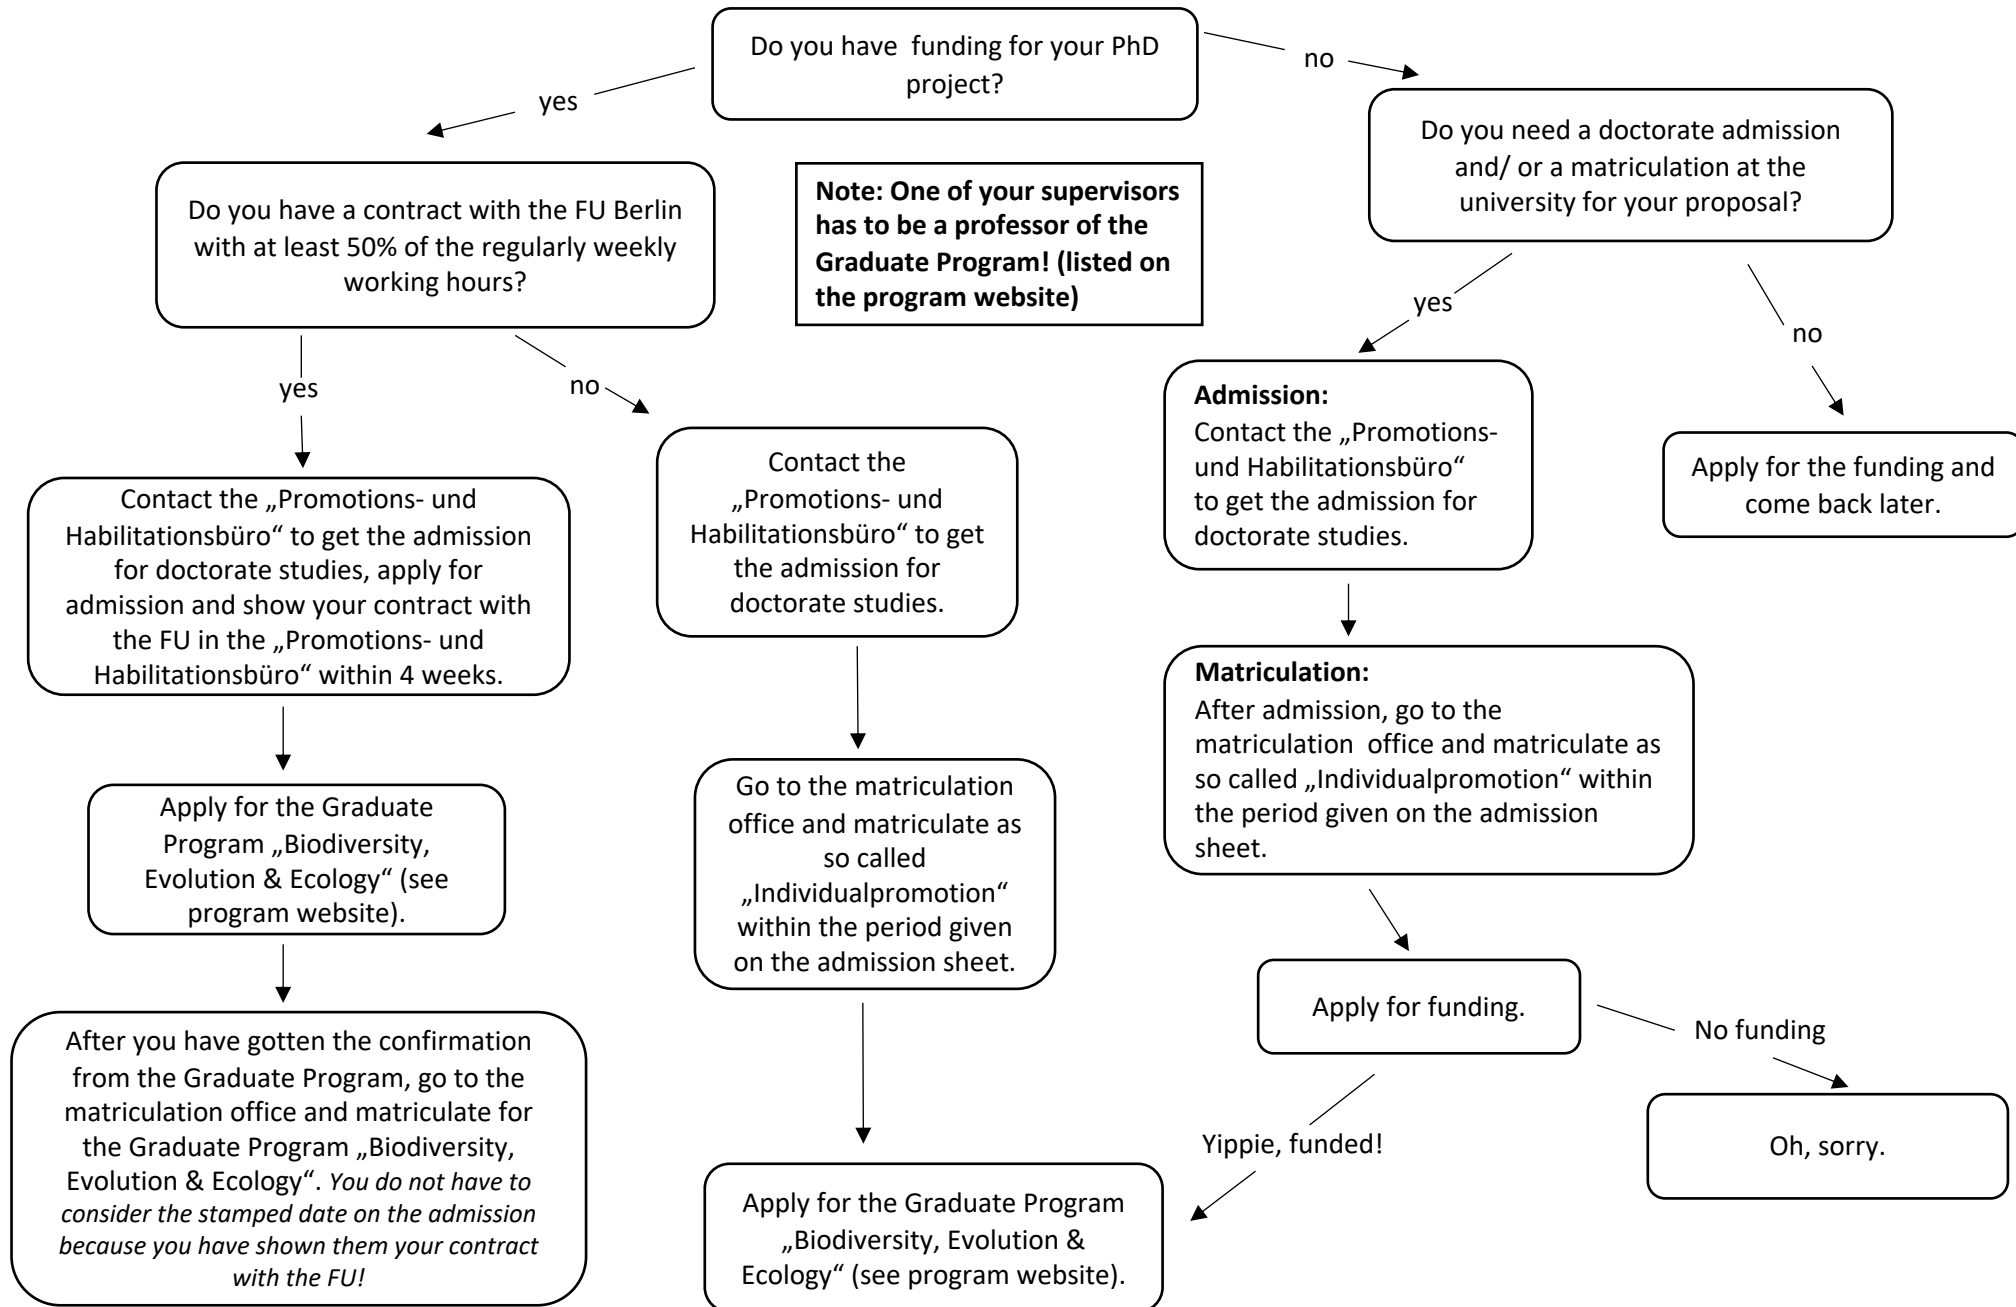 Do you have  funding for your PhD
project?
no
yes
Do you need a doctorate admission
and/ or a matriculation at the
university for your proposal?
Do you have a contract with the FU Berlin
with at least 50% of the regularly weekly
working hours?
Note: One of your supervisors
has to be a professor of the
Graduate Program! (listed on
the program website)
yes
no
yes
no
Admission:
Contact the „Promotions-
und Habilitationsbüro“
to get the admission for
doctorate studies.
Apply for the funding and
come back later.
Contact the
„Promotions- und
Habilitationsbüro“ to get
the admission for
doctorate studies.
Contact the „Promotions- und
Habilitationsbüro“ to get the admission
for doctorate studies, apply for
admission and show your contract with
the FU in the „Promotions- und
Habilitationsbüro“ within 4 weeks.
Matriculation:
After admission, go to the
matriculation  office and matriculate as
so called „Individualpromotion“ within
the period given on the admission
sheet.
Apply for the Graduate
Program „Biodiversity,
Evolution & Ecology“ (see
program website).
Go to the matriculation
office and matriculate as
so called
„Individualpromotion“
within the period given
on the admission sheet.
Apply for funding.
No funding
Yippie, funded!
Oh, sorry.
After you have gotten the confirmation
from the Graduate Program, go to the
matriculation office and matriculate for
the Graduate Program „Biodiversity,
Evolution & Ecology“. You do not have to
consider the stamped date on the admission
because you have shown them your contract
with the FU!
Apply for the Graduate Program
„Biodiversity, Evolution &
Ecology“ (see program website).